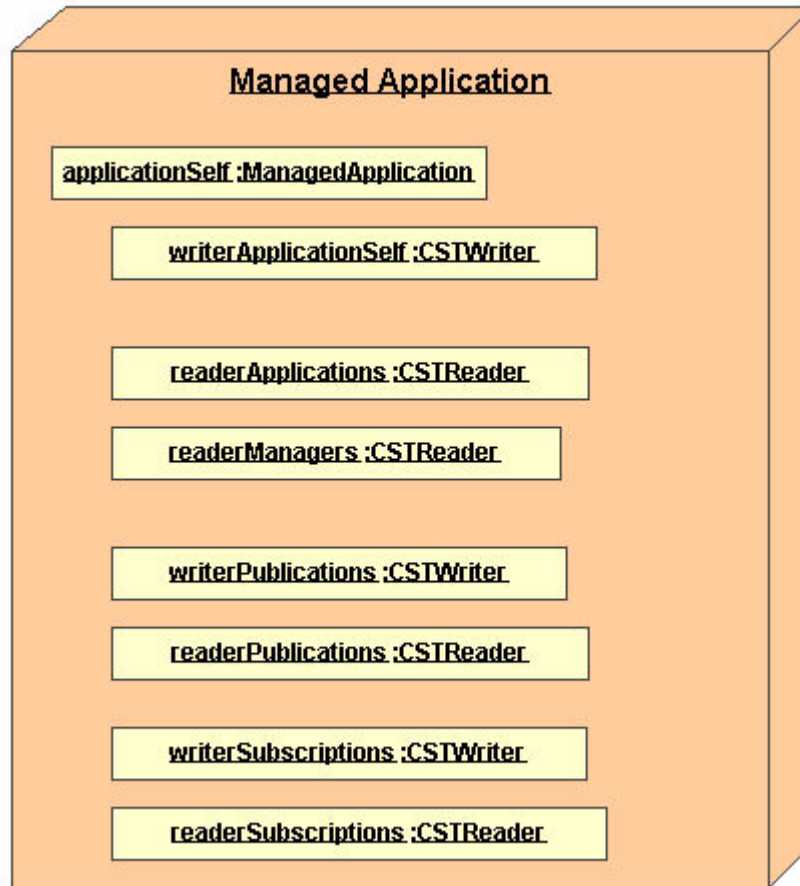 Managed Application
applicationSelf :ManagedApplication
writerApplicationSelf :CSTWriter
readerApplications :CSTReader
readerManagers :CSTReader
writerPublications :CSTWriter
readerPublications :CSTReader
writerSubscriptions :CSTWriter
readerSubscriptions :CSTReader